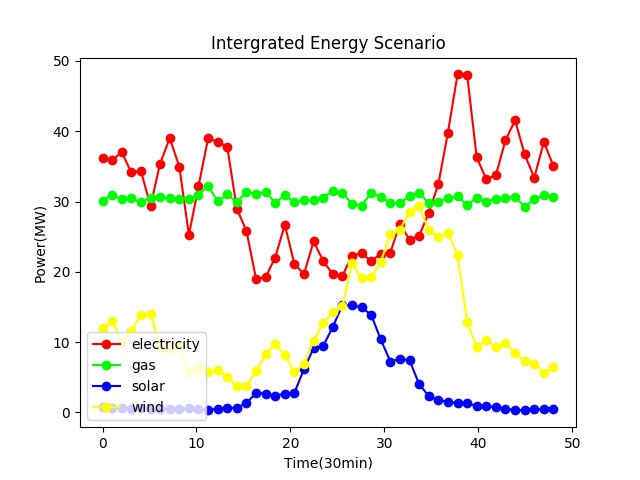 Intergrated Energy Scenario
50
40
30
20
10
0
Power(MW)
electricity
gas
solar
wind
0 10 20 30 40 50
Time(30min)